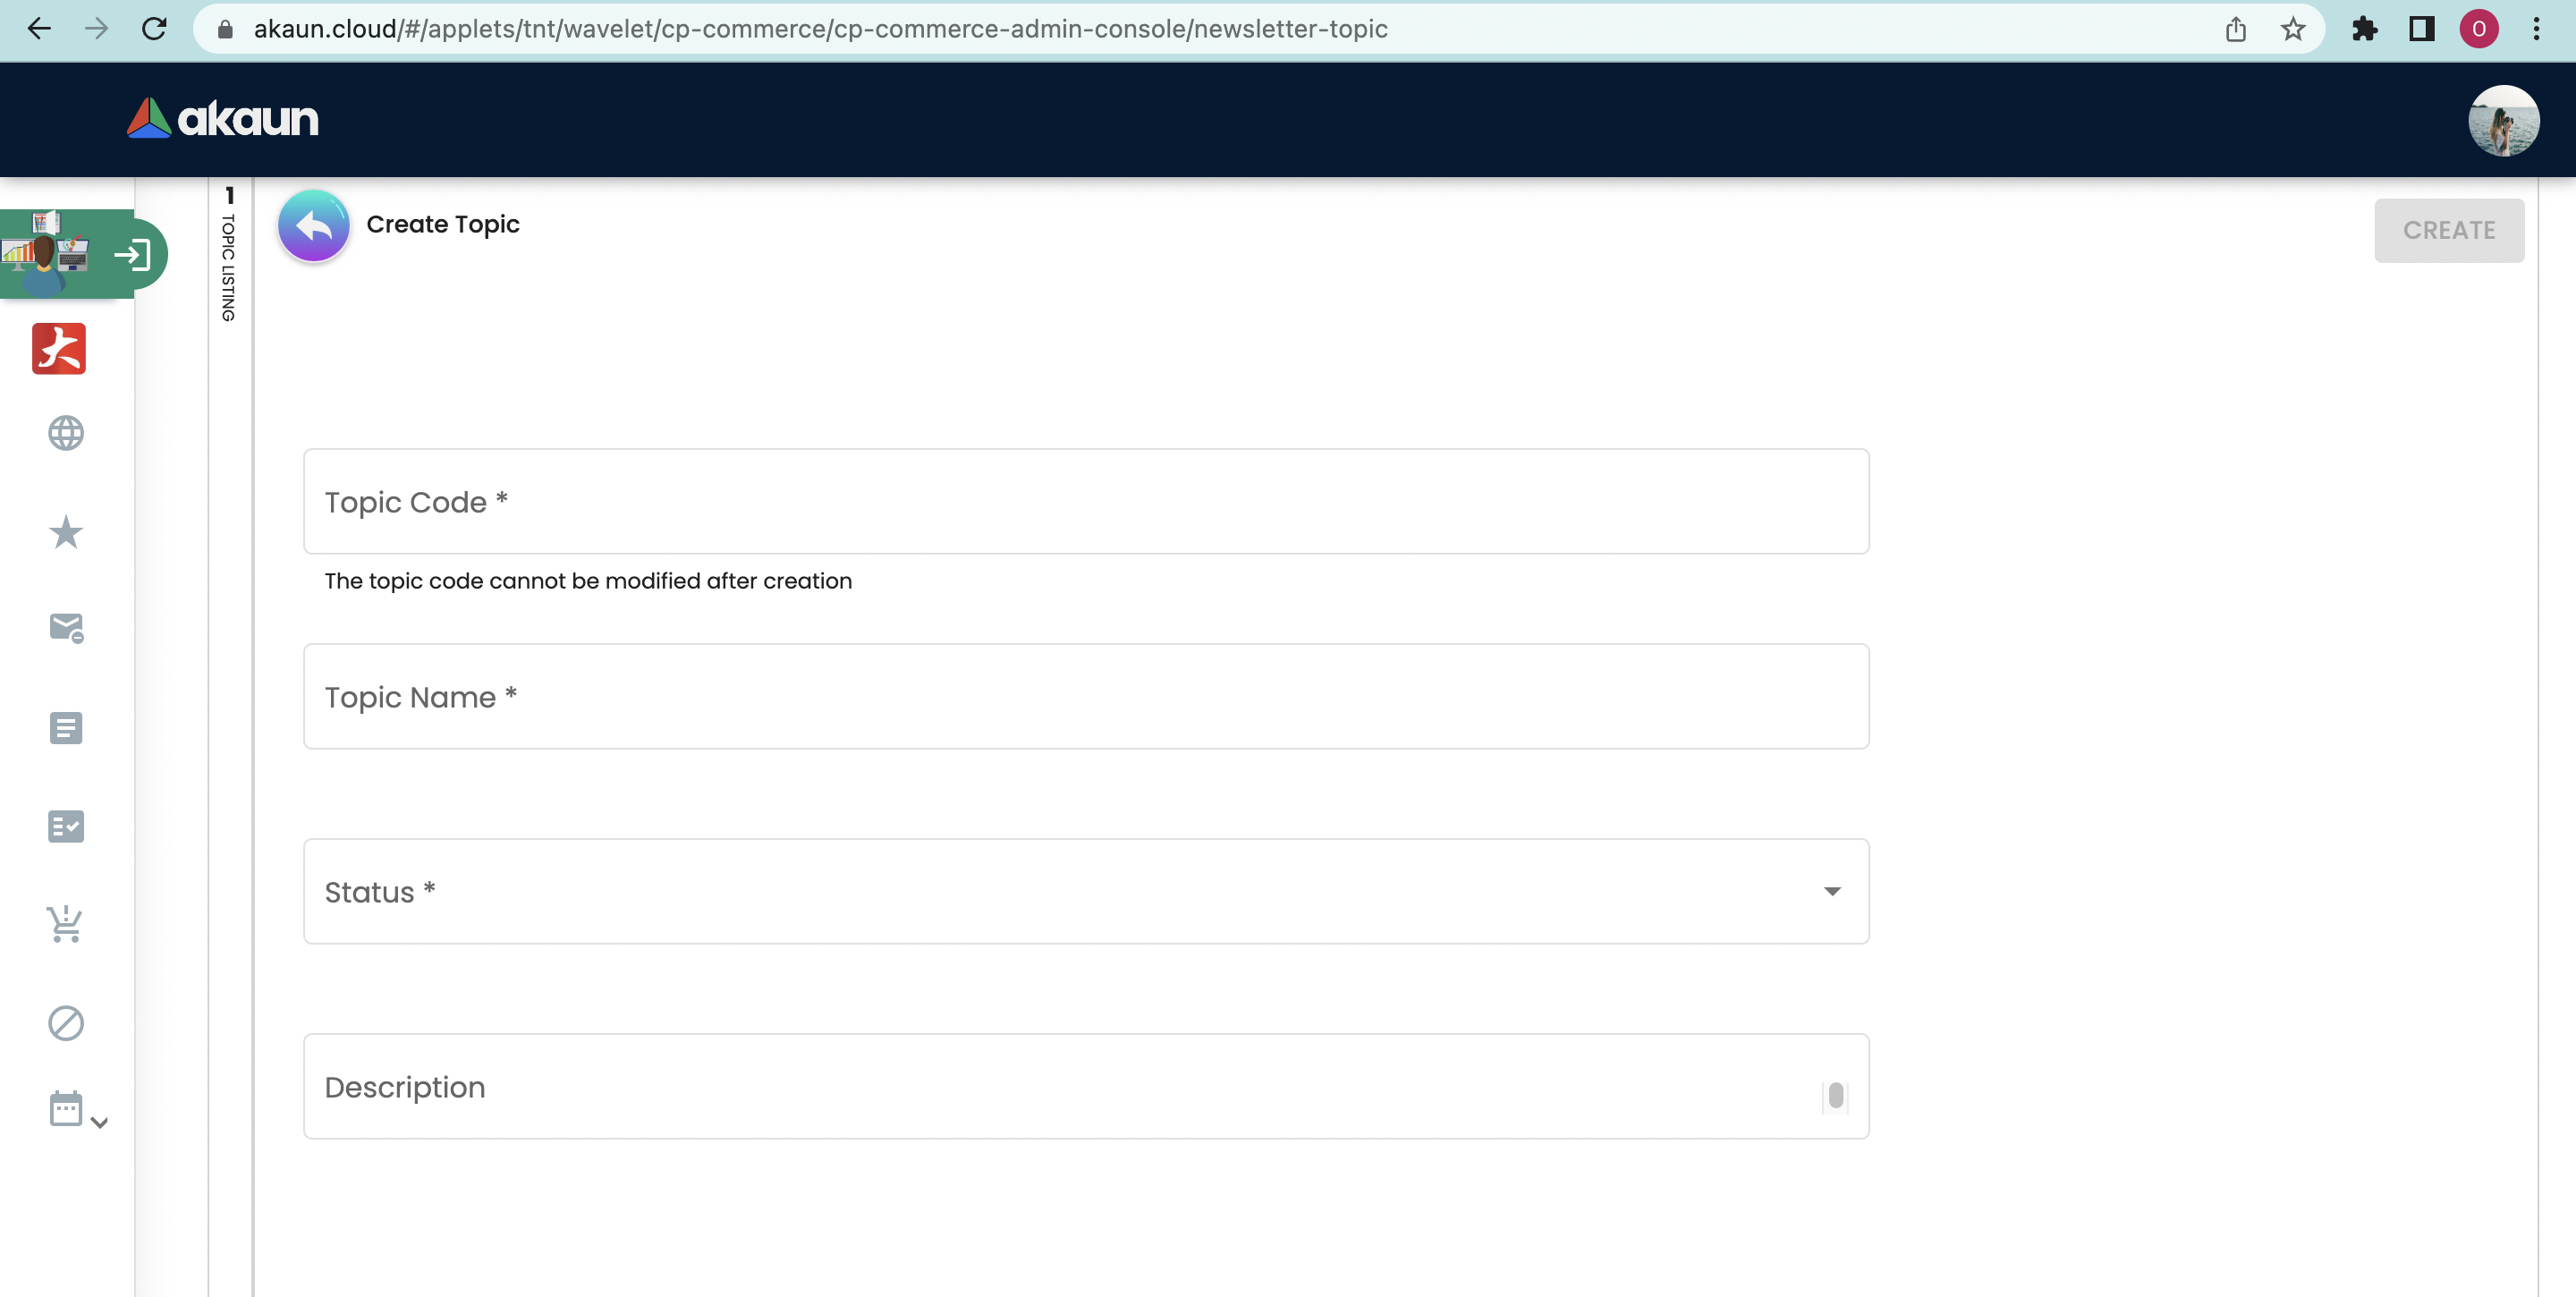 akaun.cloud/#/applets/tnt/wavelet/cp-commerce/cp-commerce-admin-console/newsletter-topic
O
akaun
1
TOPIC LISTING
Create Topic
CREATE
Topic Code *
The topic code cannot be modified after creation
Topic Name *
Status *
Description